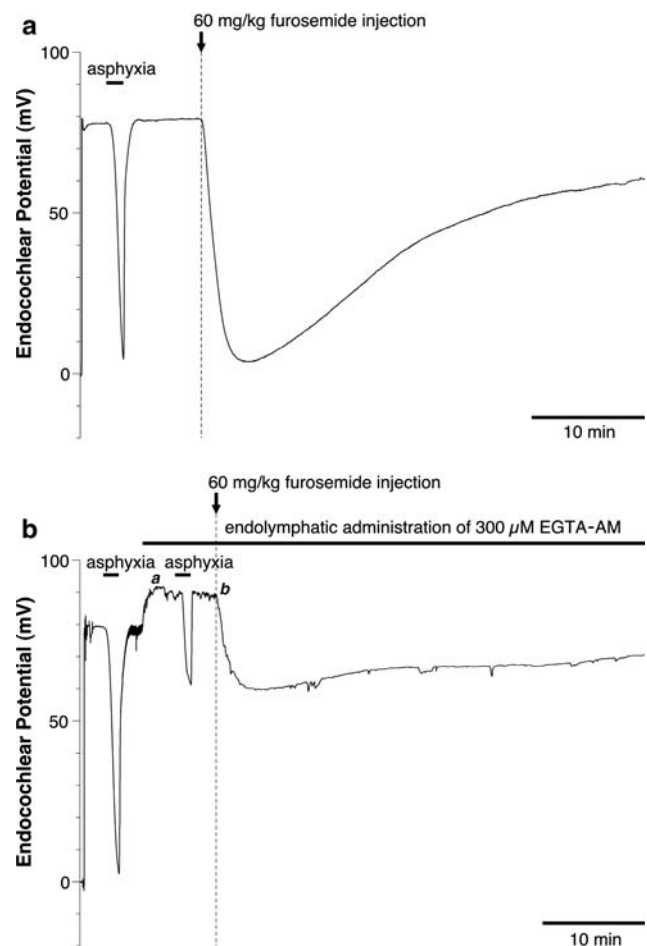 a
60 mg/kg furosemide injection
100
asphyxia
50
0
Endocochlear Potential (mV)
10 min
b
60 mg/kg furosemide injection
endolymphatic administration of 300 µM EGTA-AM
100
asphyxia
asphyxia
a
b
50
0
Endocochlear Potential (mV)
10 min